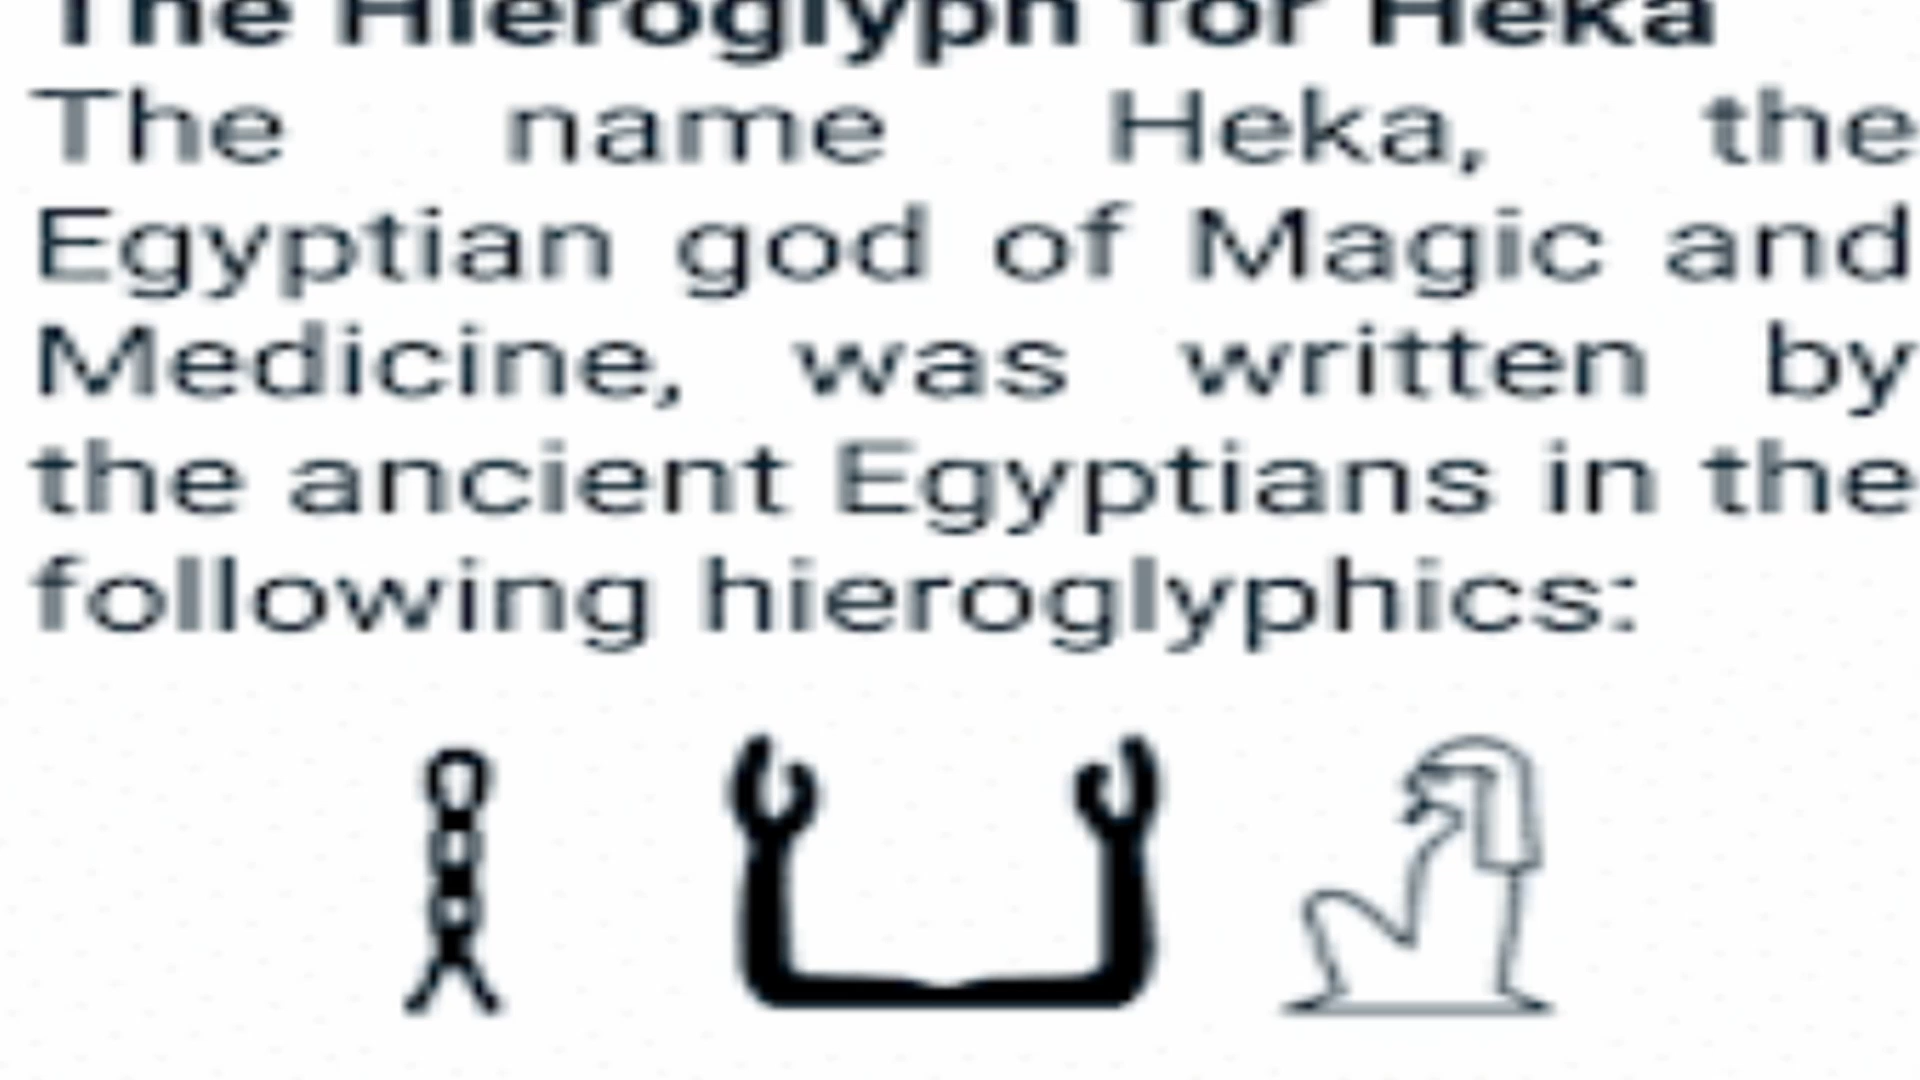 The Hieroglyph for Heka
The name Heka, the
Egyptian god of Magic and
Medicine, was written by
the ancient Egyptians in the
following hieroglyphics:
𓎛𓂓𓀭